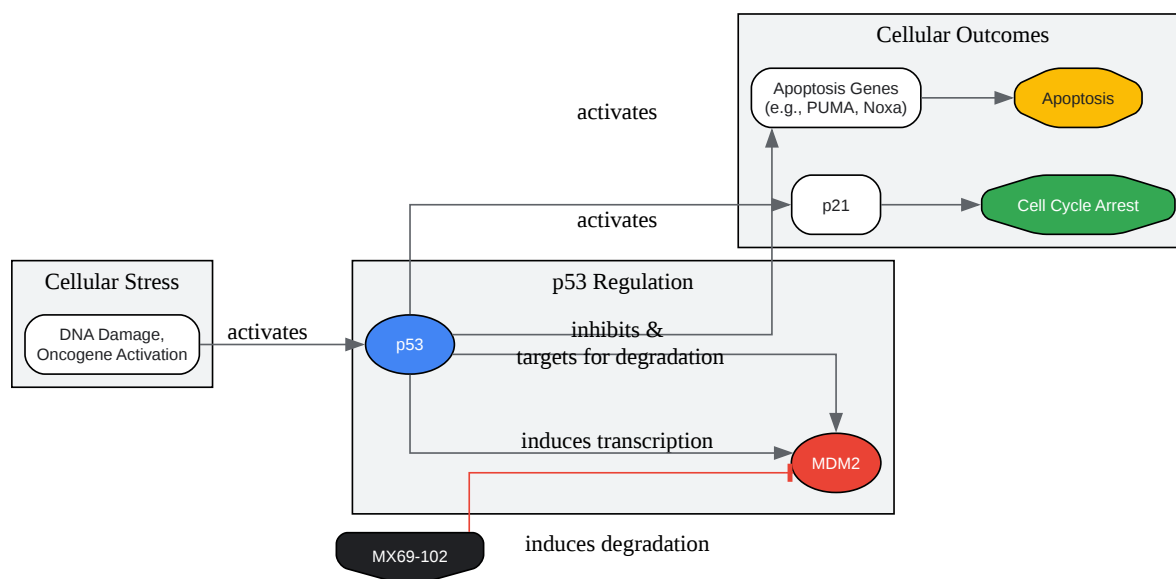 Cellular Outcomes
Apoptosis Genes
(e.g., PUMA, Noxa)
Apoptosis
activates
p21
Cell Cycle Arrest
activates
Cellular Stress
DNA Damage,
Oncogene Activation
activates
p53 Regulation
p53
inhibits &
targets for degradation
induces transcription
MDM2
MX69-102
induces degradation